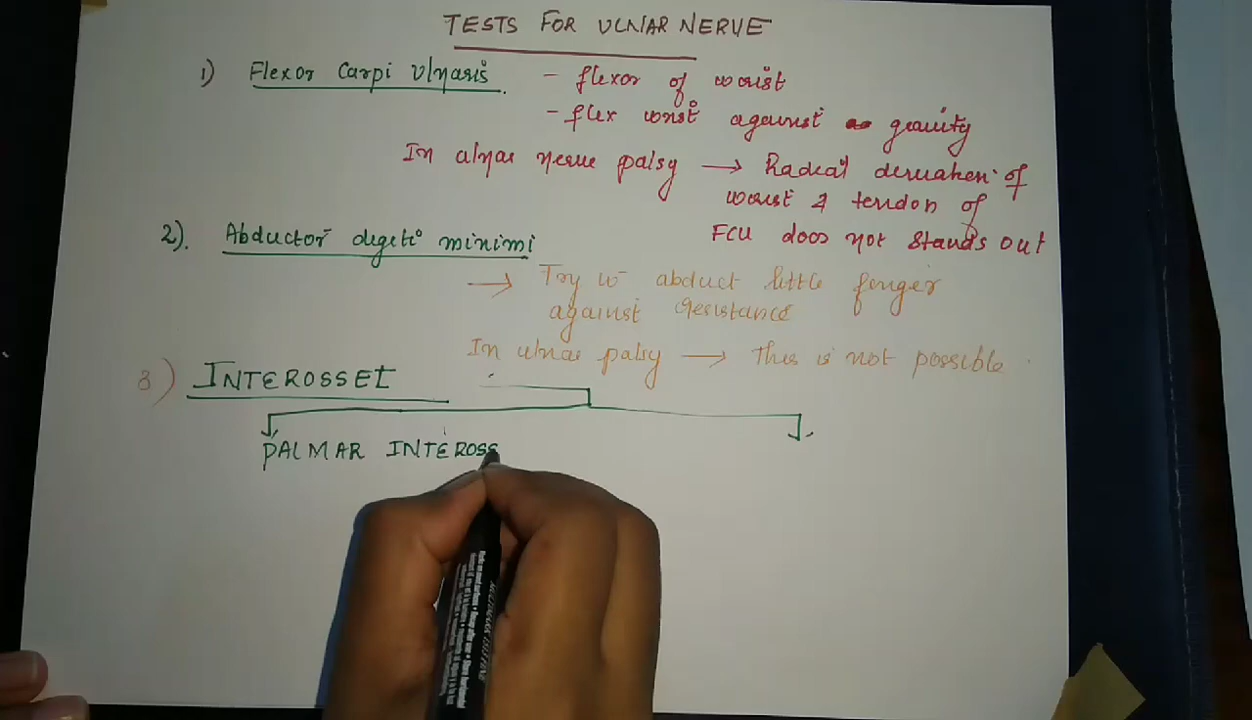 TESTS FOR ULNAR NERVE
1) Flexor Carpi Ulnaris - flexor of wrist
- flex wrist against gravity
In ulnar nerve palsy → Radial deviation of
wrist & tendon of
FCU does not stands out
2). Abductor digiti minimi
→ Try to abduct little finger
against resistance
In ulnar palsy → This is not possible
3) INTEROSSEI
PALMAR INTEROSS